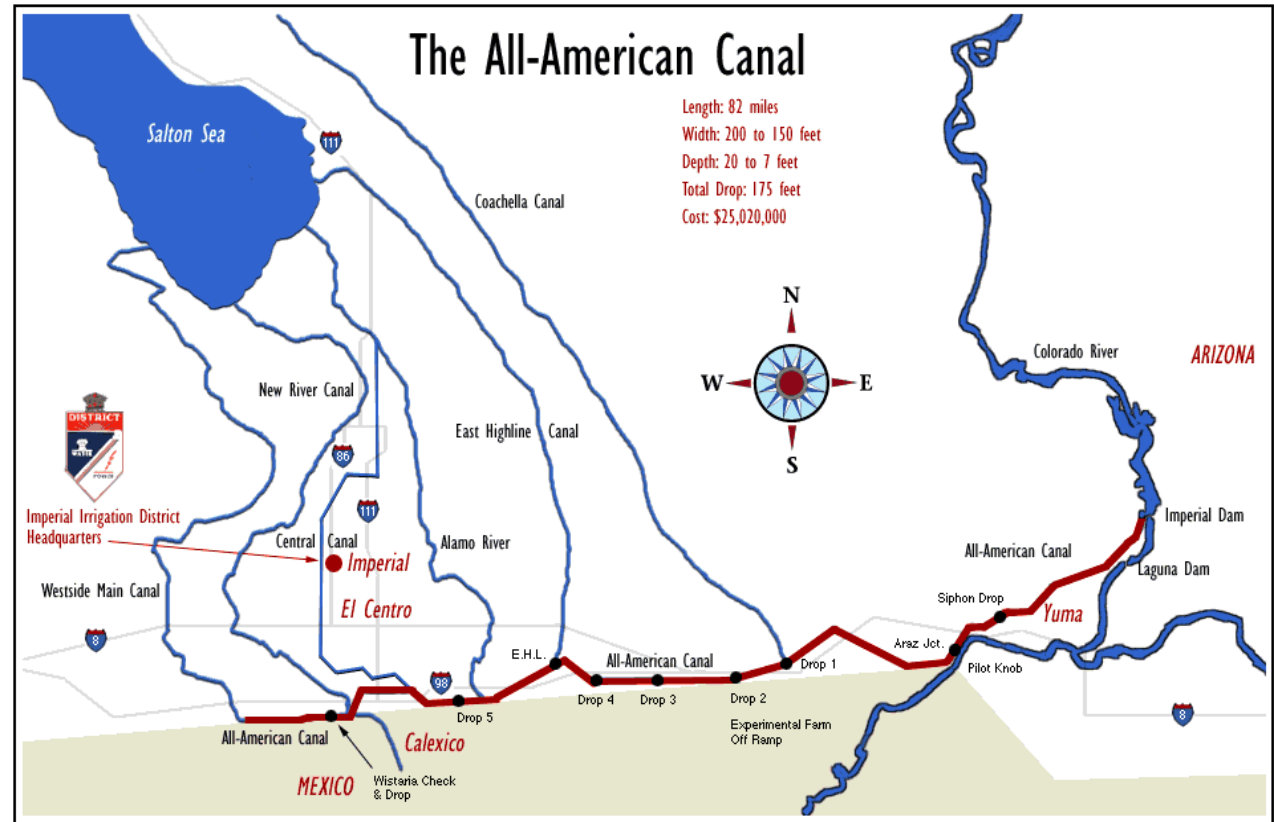 The All-American Canal
Length: 82 miles
Width: 200 to 150 feet
Depth: 20 to 7 feet
Total Drop: 175 feet
Cost: $25,020,000
Salton Sea
111
Coachella Canal
N
W
E
S
Colorado River
ARIZONA
New River Canal
East Highline Canal
DISTRICT
WATER
POWER
86
111
Imperial Irrigation District
Headquarters
Central Canal
Imperial
Alamo River
El Centro
Westside Main Canal
Imperial Dam
All-American Canal
Laguna Dam
Siphon Drop
Yuma
8
E.H.L.
All-American Canal
Araz Jct.
Drop 1
Pilot Knob
98
Drop 5
Drop 4
Drop 3
Drop 2
Experimental Farm
Off Ramp
8
All-American Canal
Calexico
MEXICO
Wistaria Check
& Drop